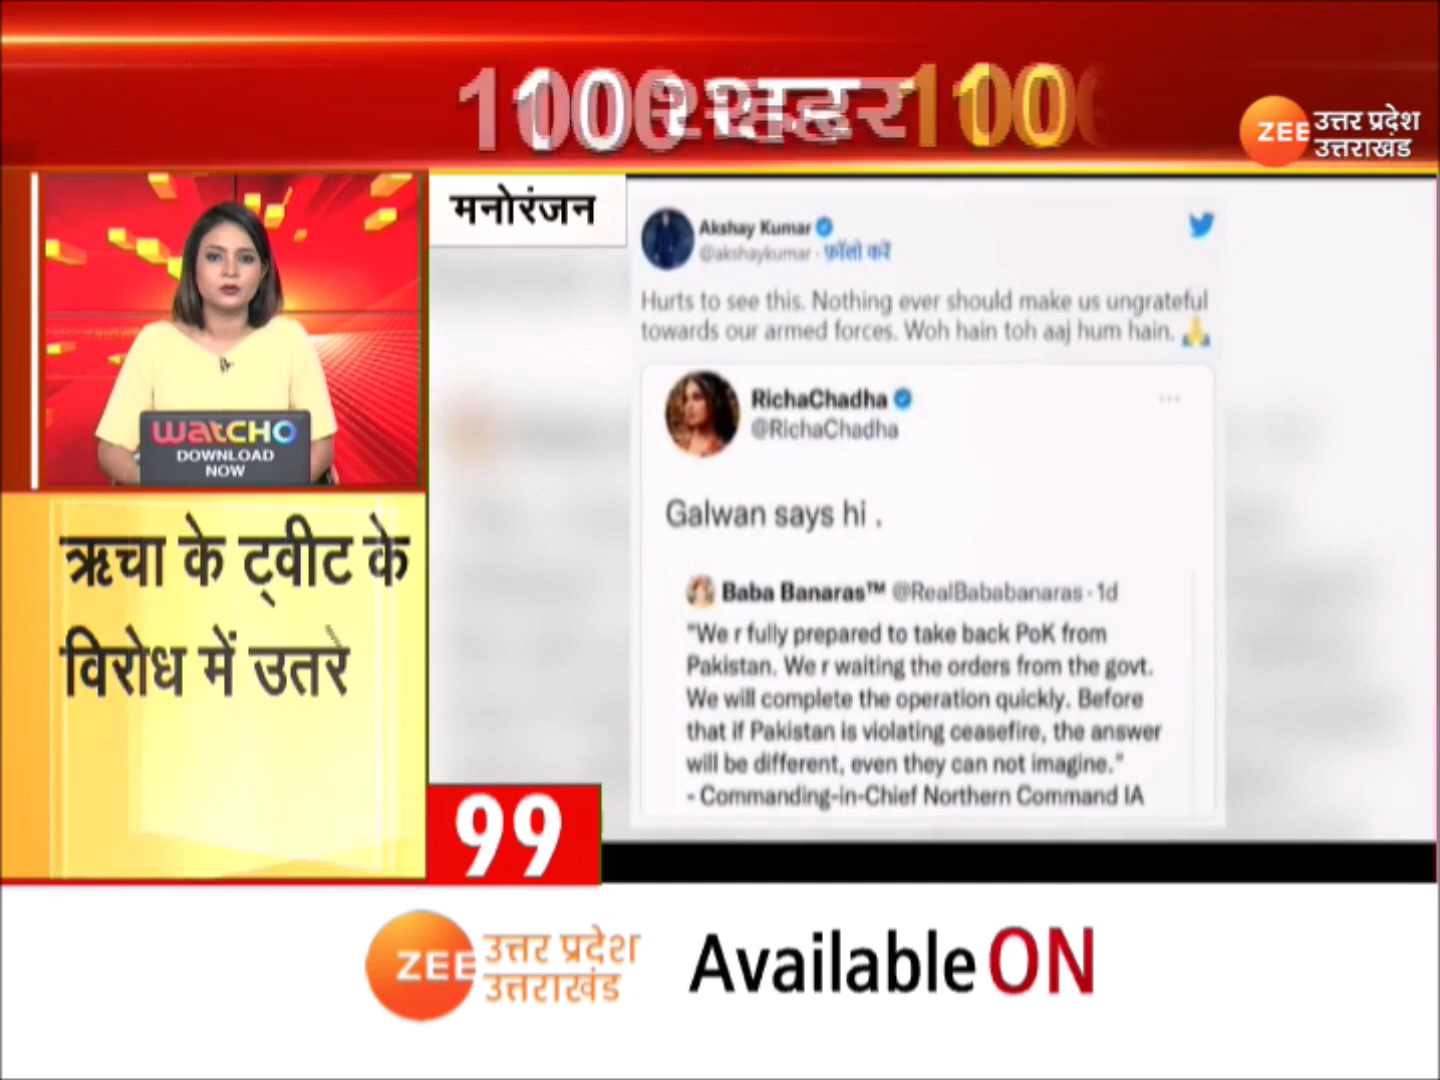 शहर
100
ZEE उत्तर प्रदेश
उत्तराखंड
मनोरंजन
Akshay Kumar
@akshaykumar · फ़ॉलो करें
Hurts to see this. Nothing ever should make us ungrateful
towards our armed forces. Woh hain toh aaj hum hain. 🙏
RichaChadha
@RichaChadha
Galwan says hi .
Baba Banaras™ @RealBababanaras · 1d
"We r fully prepared to take back PoK from
Pakistan. We r waiting the orders from the govt.
We will complete the operation quickly. Before
that if Pakistan is violating ceasefire, the answer
will be different, even they can not imagine."
- Commanding-in-Chief Northern Command IA
WATCHO
DOWNLOAD
NOW
ऋचा के ट्वीट के
विरोध में उतरे
99
ZEE उत्तर प्रदेश
उत्तराखंड
Available ON